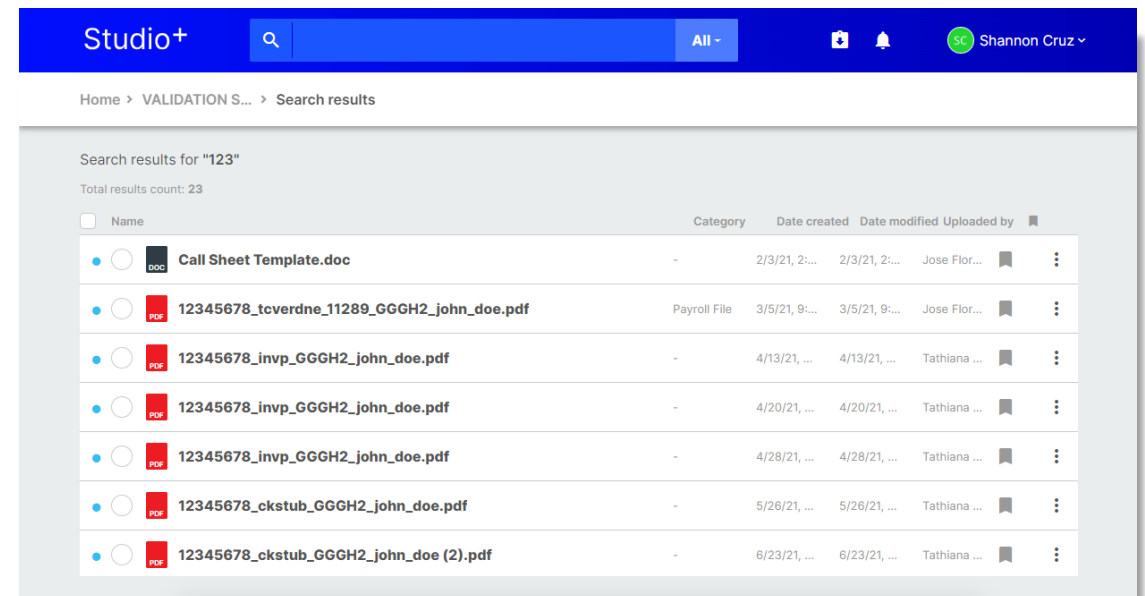 Studio+ All SC Shannon Cruz
Home > VALIDATION S... > Search results
Search results for "123"
Total results count: 23
Name Category Date created Date modified Uploaded by
DOC Call Sheet Template.doc - 2/3/21, 2:... 2/3/21, 2:... Jose Flor...
PDF 12345678_tcverdne_11289_GGGH2_john_doe.pdf Payroll File 3/5/21, 9:... 3/5/21, 9:... Jose Flor...
PDF 12345678_invp_GGGH2_john_doe.pdf - 4/13/21, ... 4/13/21, ... Tathiana ...
PDF 12345678_invp_GGGH2_john_doe.pdf - 4/20/21, ... 4/20/21, ... Tathiana ...
PDF 12345678_invp_GGGH2_john_doe.pdf - 4/28/21, ... 4/28/21, ... Tathiana ...
PDF 12345678_ckstub_GGGH2_john_doe.pdf - 5/26/21, ... 5/26/21, ... Tathiana ...
PDF 12345678_ckstub_GGGH2_john_doe (2).pdf - 6/23/21, ... 6/23/21, ... Tathiana ...